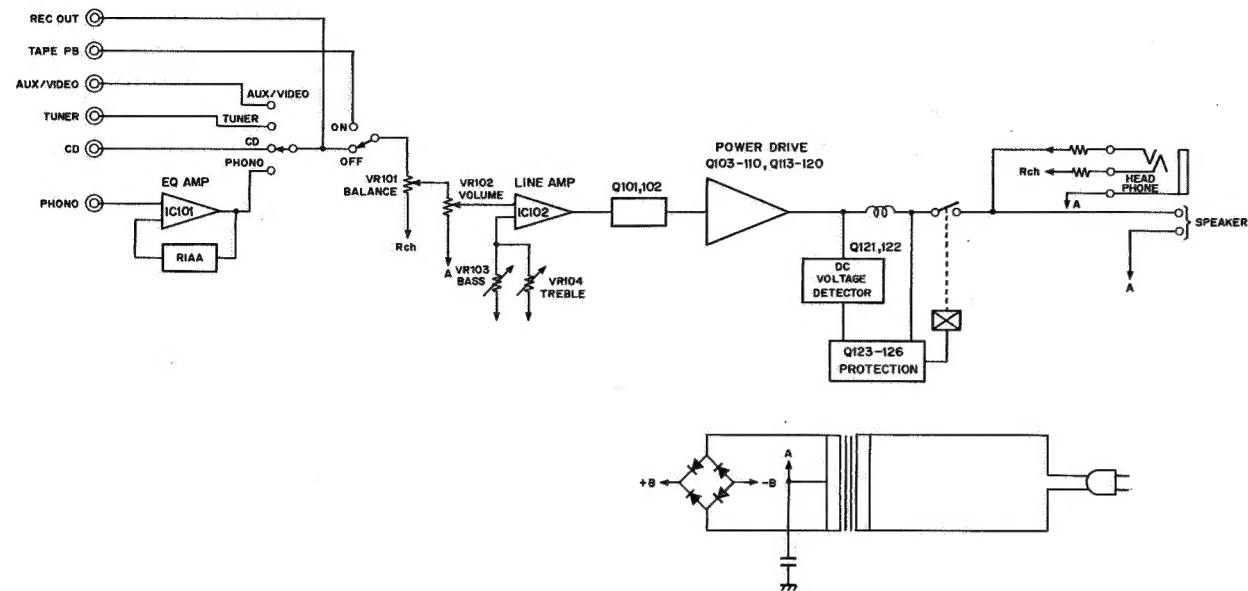 REC OUT
TAPE PB
AUX/VIDEO
TUNER
CD
PHONO
AUX/VIDEO
TUNER
CD
PHONO
EQ AMP
IC101
RIAA
ON
OFF
VR101
BALANCE
Rch
VR102
VOLUME
A
LINE AMP
IC102
VR103
BASS
VR104
TREBLE
Q101,102
POWER DRIVE
Q103-110, Q113-120
Q121,122
DC
VOLTAGE
DETECTOR
Q123-126
PROTECTION
Rch
HEAD
PHONE
A
SPEAKER
A
+B
-B
A